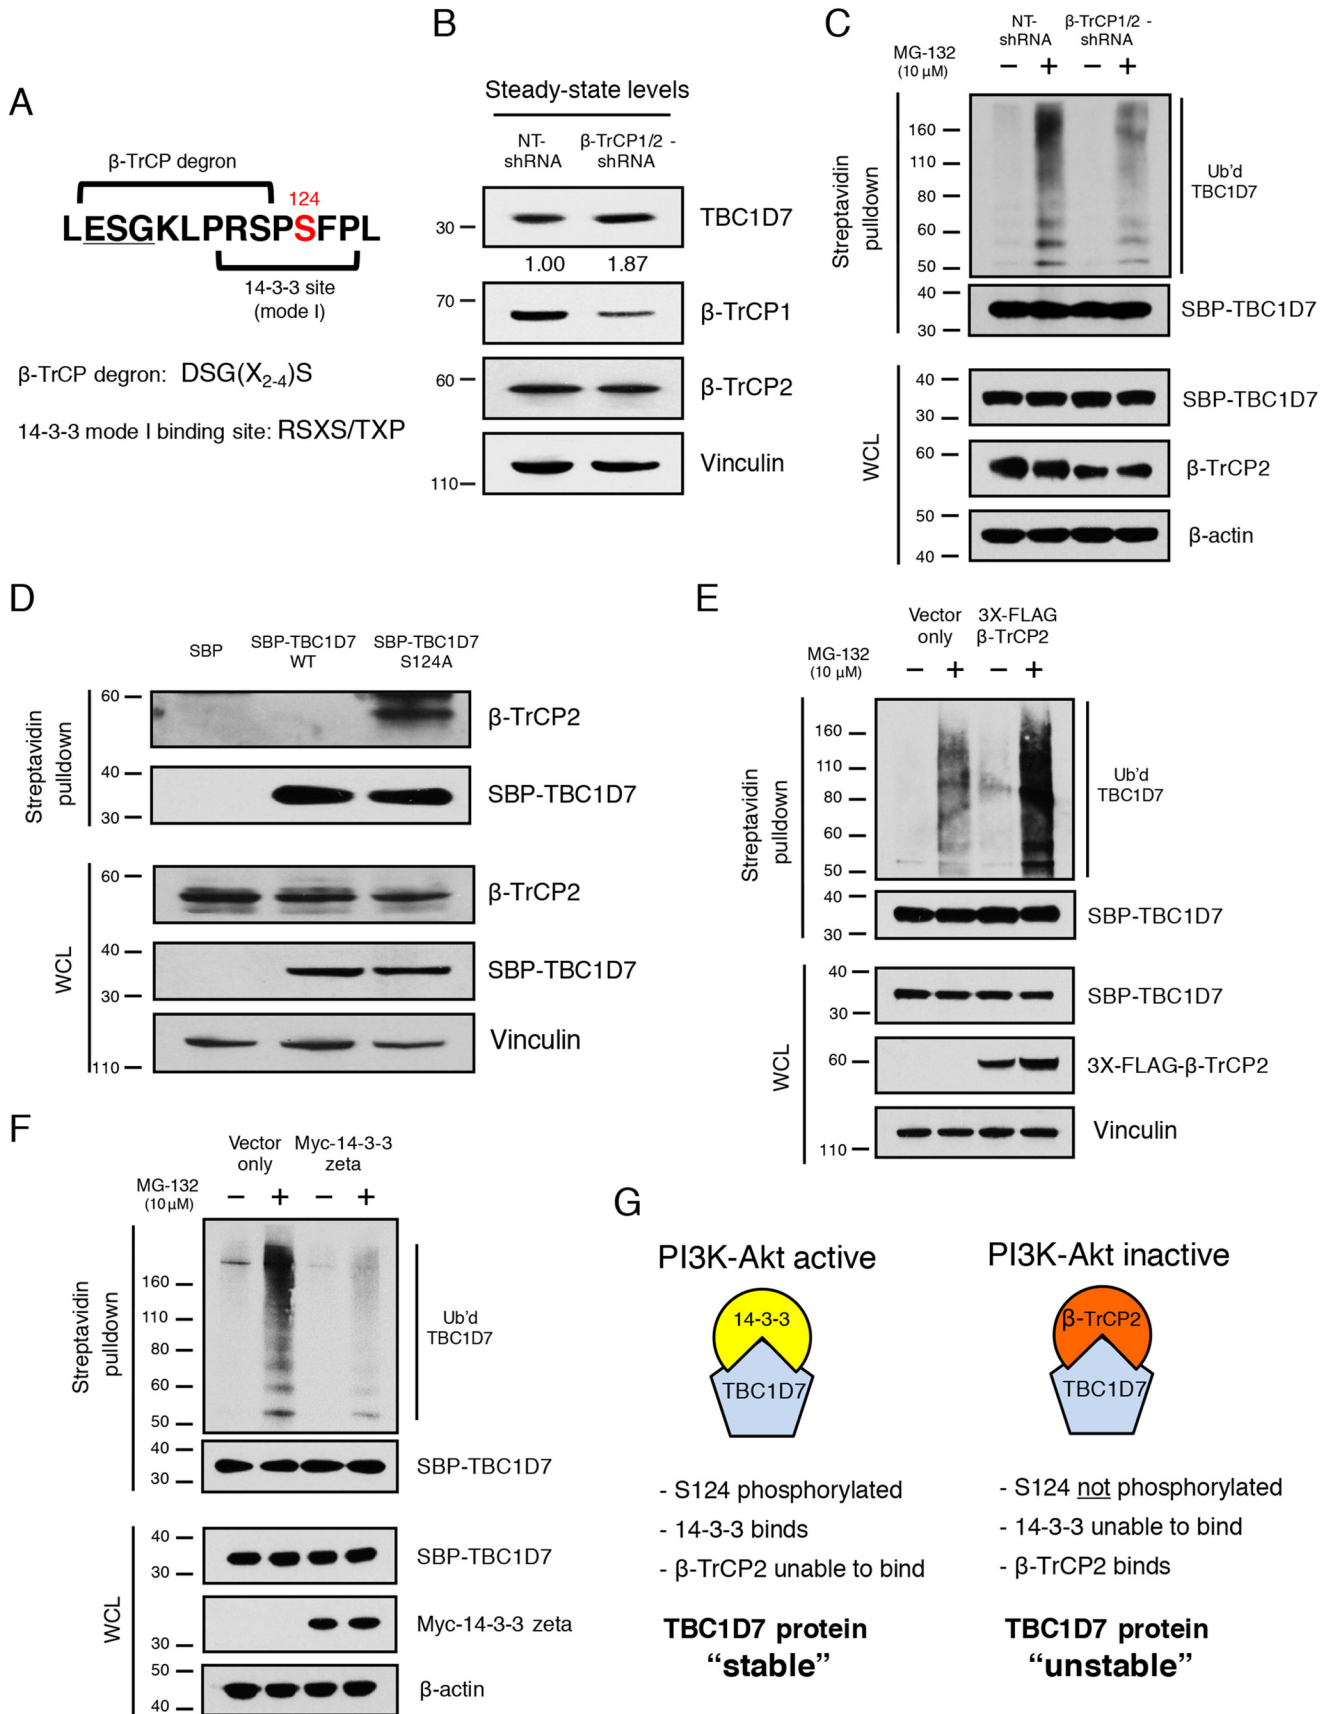 A
β-TrCP degron
124
LESGKLPRSPSFPL
14-3-3 site
(mode I)
β-TrCP degron: DSG(X2-4)S
14-3-3 mode I binding site: RSXS/TXP
B
Steady-state levels
NT-
shRNA
β-TrCP1/2 -
shRNA
30
TBC1D7
1.00 1.87
70
β-TrCP1
60
β-TrCP2
110
Vinculin
C
NT-
shRNA
β-TrCP1/2 -
shRNA
MG-132
(10 µM)
− + − +
Streptavidin
pulldown
160
110
80
60
50
Ub'd
TBC1D7
40
30
SBP-TBC1D7
WCL
40
30
SBP-TBC1D7
60
β-TrCP2
50
40
β-actin
D
SBP
SBP-TBC1D7
WT
SBP-TBC1D7
S124A
Streptavidin
pulldown
60
β-TrCP2
40
30
SBP-TBC1D7
WCL
60
β-TrCP2
40
30
SBP-TBC1D7
110
Vinculin
E
Vector
only
3X-FLAG
β-TrCP2
MG-132
(10 µM)
− + − +
Streptavidin
pulldown
160
110
80
60
50
Ub'd
TBC1D7
40
30
SBP-TBC1D7
WCL
40
30
SBP-TBC1D7
60
3X-FLAG-β-TrCP2
110
Vinculin
F
Vector
only
Myc-14-3-3
zeta
MG-132
(10 µM)
− + − +
Streptavidin
pulldown
160
110
80
60
50
Ub'd
TBC1D7
40
30
SBP-TBC1D7
WCL
40
30
SBP-TBC1D7
30
Myc-14-3-3 zeta
50
40
β-actin
G
PI3K-Akt active
14-3-3
TBC1D7
- S124 phosphorylated
- 14-3-3 binds
- β-TrCP2 unable to bind
TBC1D7 protein
“stable”
PI3K-Akt inactive
β-TrCP2
TBC1D7
- S124 not phosphorylated
- 14-3-3 unable to bind
- β-TrCP2 binds
TBC1D7 protein
“unstable”